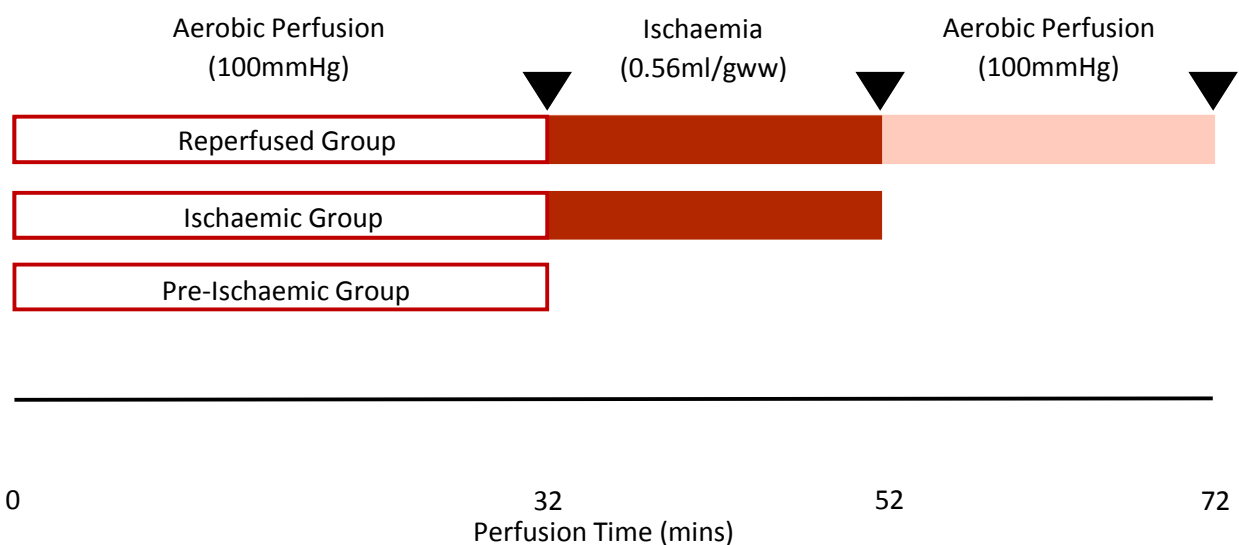 Aerobic Perfusion
(100mmHg)
Ischaemia
(0.56ml/gww)
Aerobic Perfusion
(100mmHg)
Reperfused Group
Ischaemic Group
Pre-Ischaemic Group
0
32
52
72
Perfusion Time (mins)